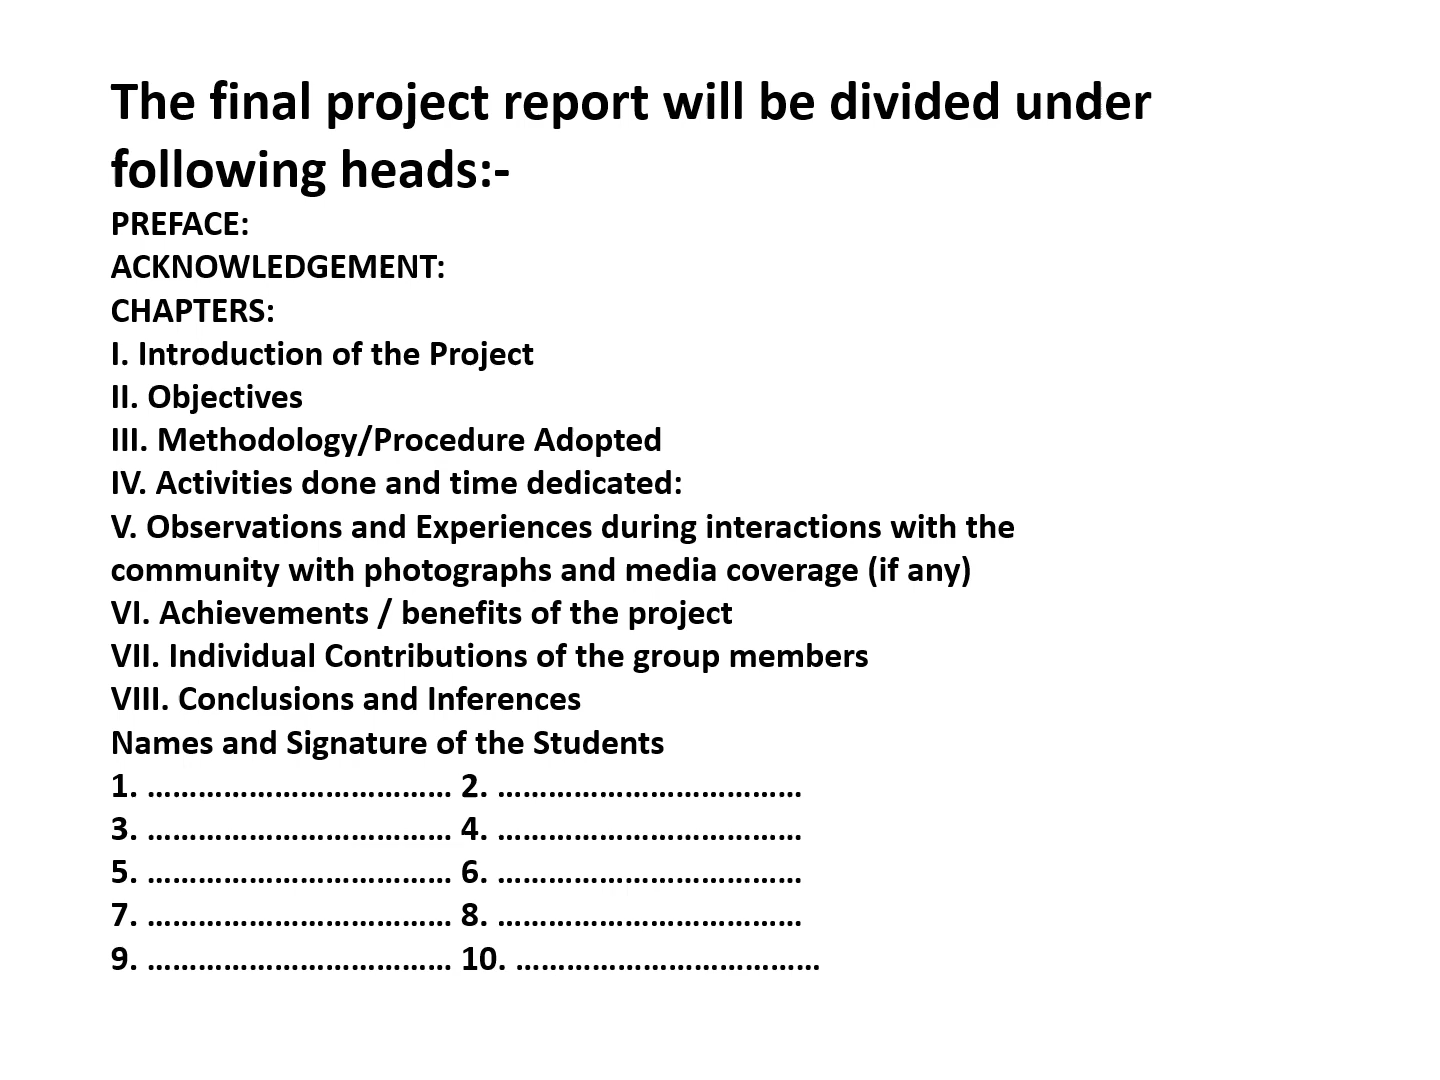 The final project report will be divided under
following heads:-
PREFACE:
ACKNOWLEDGEMENT:
CHAPTERS:
I. Introduction of the Project
II. Objectives
III. Methodology/Procedure Adopted
IV. Activities done and time dedicated:
V. Observations and Experiences during interactions with the
community with photographs and media coverage (if any)
VI. Achievements / benefits of the project
VII. Individual Contributions of the group members
VIII. Conclusions and Inferences
Names and Signature of the Students
1. ……………………………… 2. ………………………………
3. ……………………………… 4. ………………………………
5. ……………………………… 6. ………………………………
7. ……………………………… 8. ………………………………
9. ……………………………… 10. ………………………………